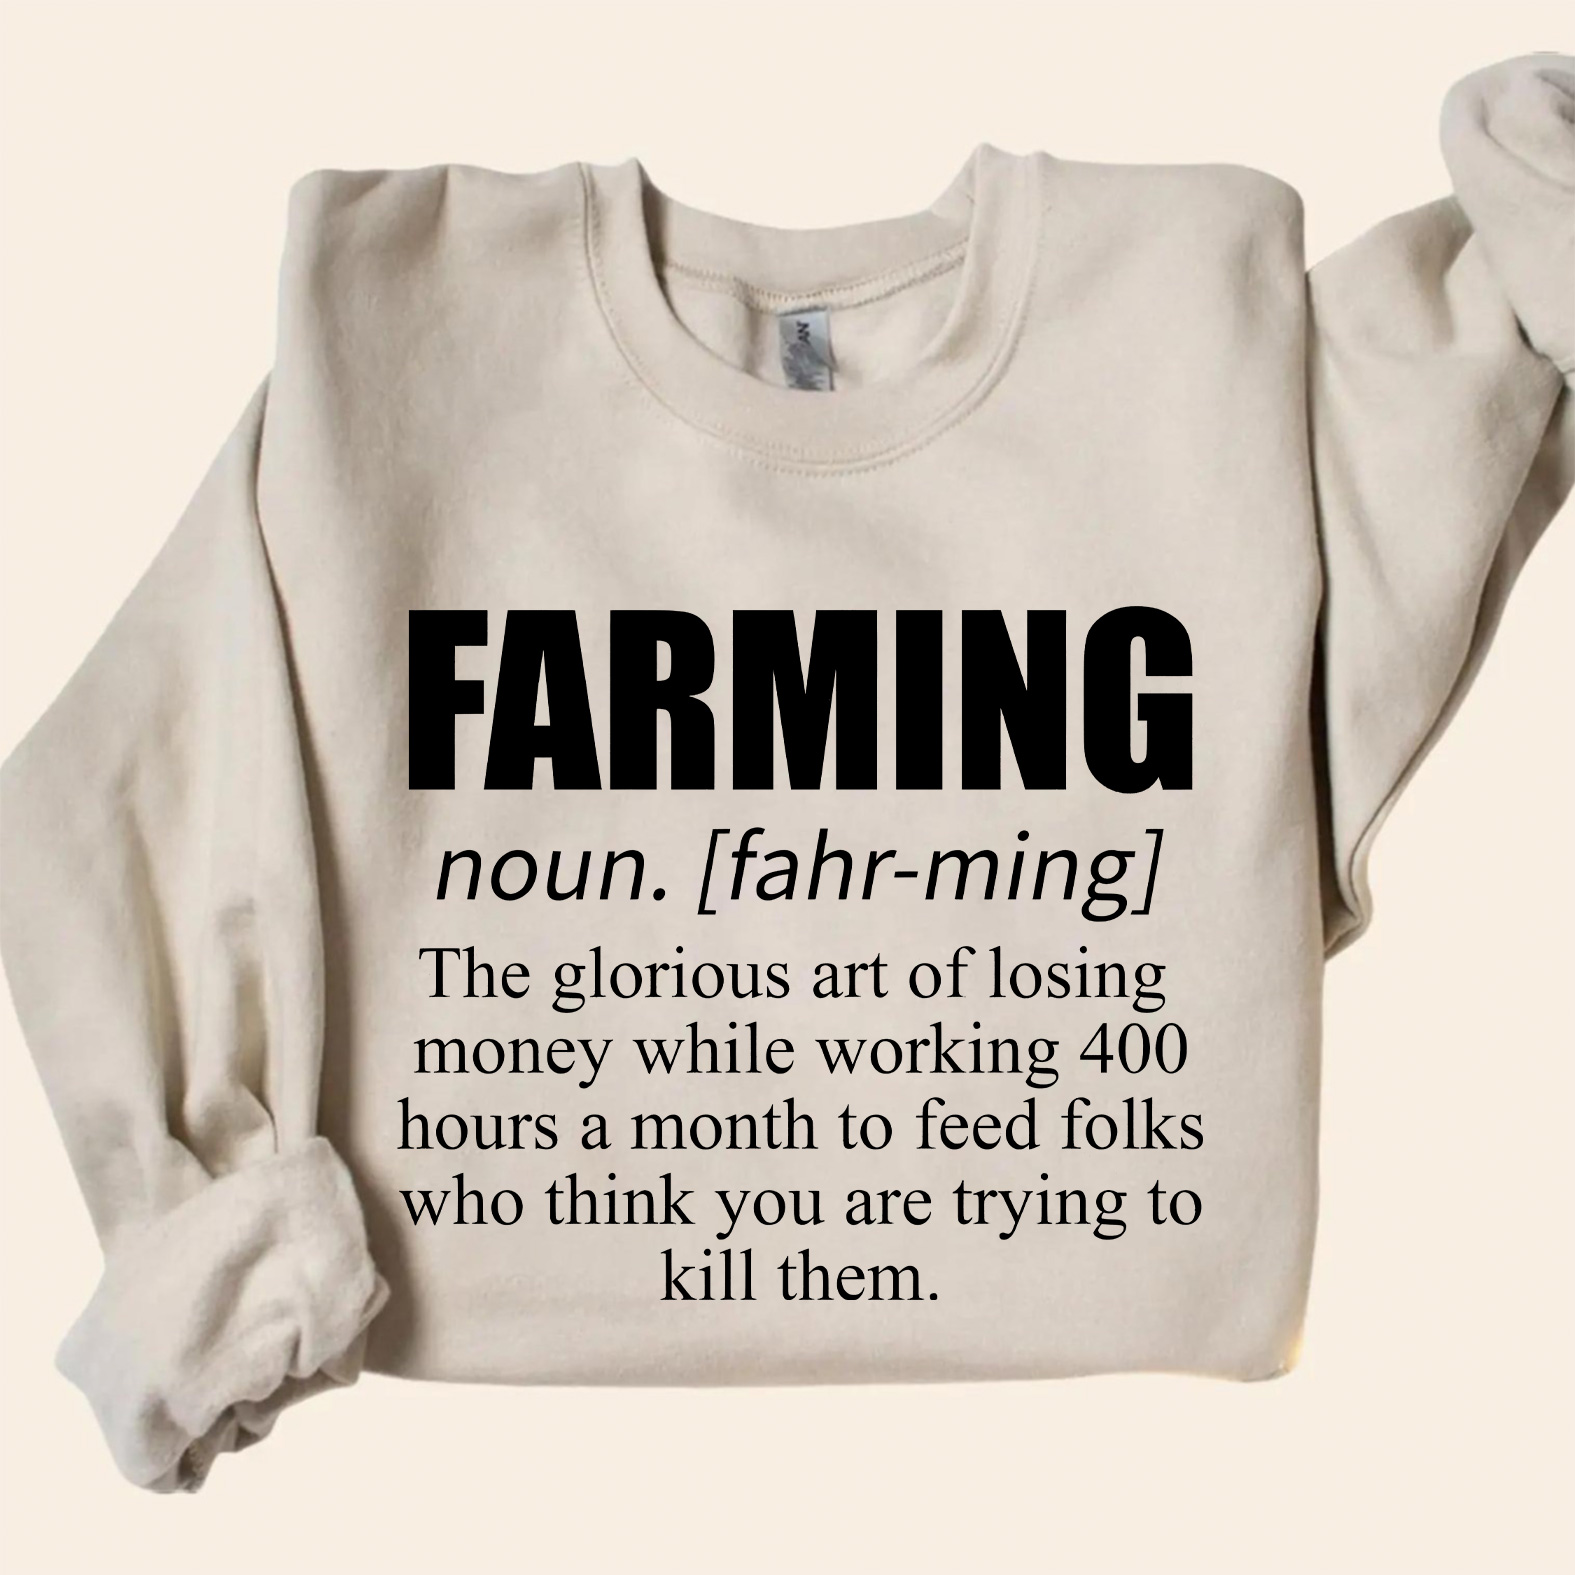 FARMING
noun. [fahr-ming]
The glorious art of losing
money while working 400
hours a month to feed folks
who think you are trying to
kill them.